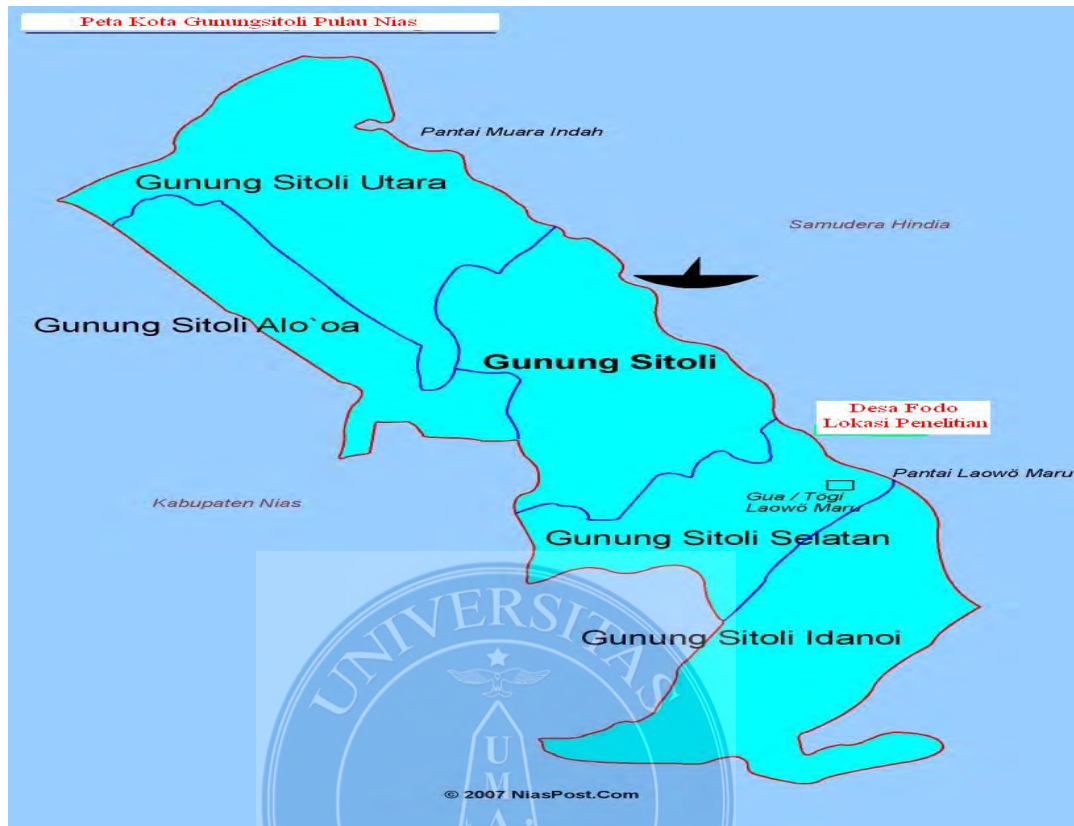 Peta Kota Gunungsitoli Pulau Nias
Pantai Muara Indah
Gunung Sitoli Utara
Samudera Hindia
Gunung Sitoli Alo`oa
Gunung Sitoli
Desa Fodo
Lokasi Penelitian
Pantai Laowö Maru
Kabupaten Nias
Gua / Togi
Laowö Maru
Gunung Sitoli Selatan
Gunung Sitoli Idanoi
UNIVERSITAS
U
M
A
© 2007 NiasPost.Com